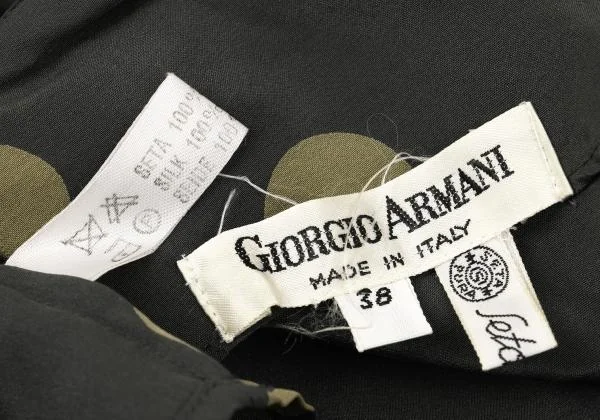 SETA 100%
SILK 100%
SEIDE 100
GIORGIO ARMANI
MADE IN ITALY
38
Seta